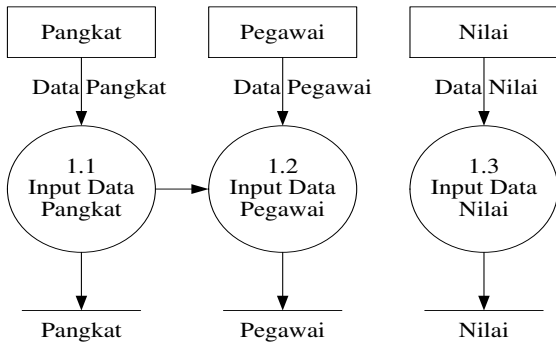 Pangkat
Pegawai
Nilai
Data Pangkat
Data Pegawai
Data Nilai
1.1
Input Data
Pangkat
1.2
Input Data
Pegawai
1.3
Input Data
Nilai
Pangkat
Pegawai
Nilai